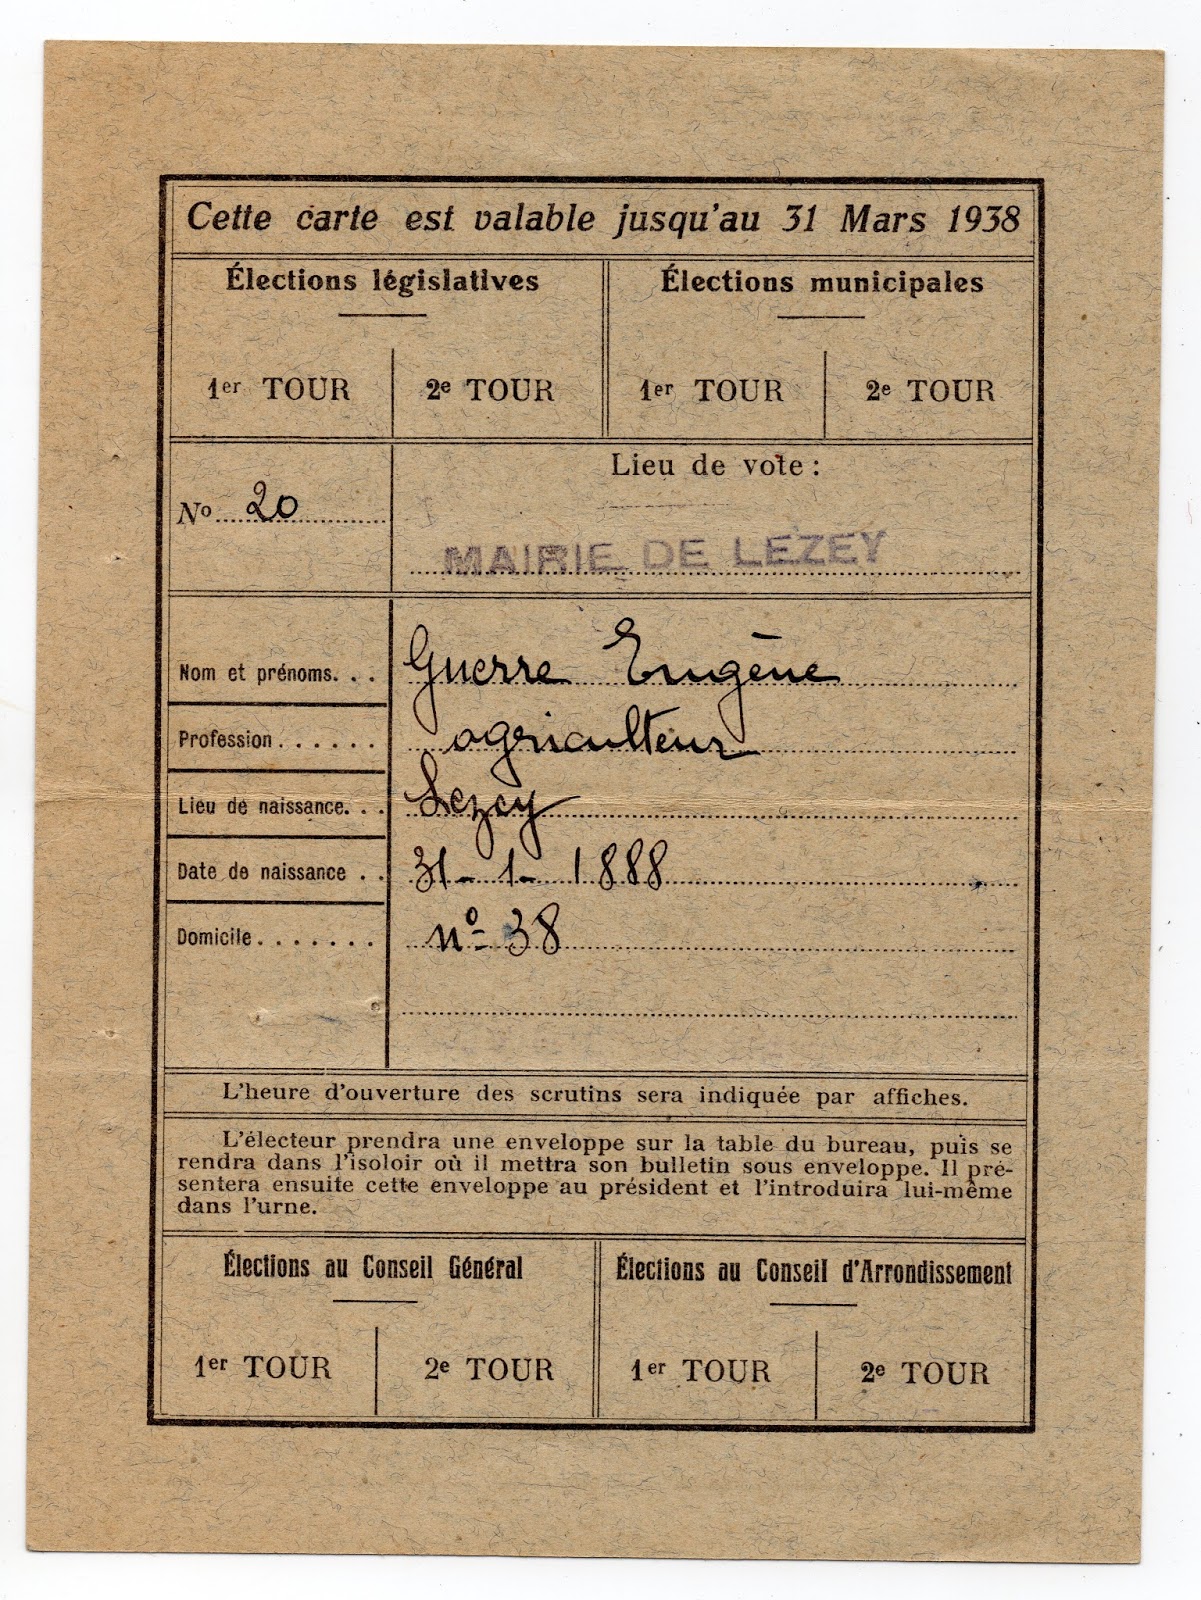 Cette carte est valable jusqu'au 31 Mars 1938
Élections législatives
1er TOUR
2e TOUR
Élections municipales
1er TOUR
2e TOUR
No 20
Lieu de vote :
MAIRIE DE LEZEY
Nom et prénoms. . . Guerre Eugène
Profession . . . . . . agriculteur
Lieu de naissance. . . Lezey
Date de naissance . . 31-1-1888
Domicile . . . . . . . nº 38
L'heure d'ouverture des scrutins sera indiquée par affiches.
L'électeur prendra une enveloppe sur la table du bureau, puis se
rendra dans l'isoloir où il mettra son bulletin sous enveloppe. Il pré-
sentera ensuite cette enveloppe au président et l'introduira lui-même
dans l'urne.
Élections au Conseil Général
1er TOUR
2e TOUR
Élections au Conseil d'Arrondissement
1er TOUR
2e TOUR